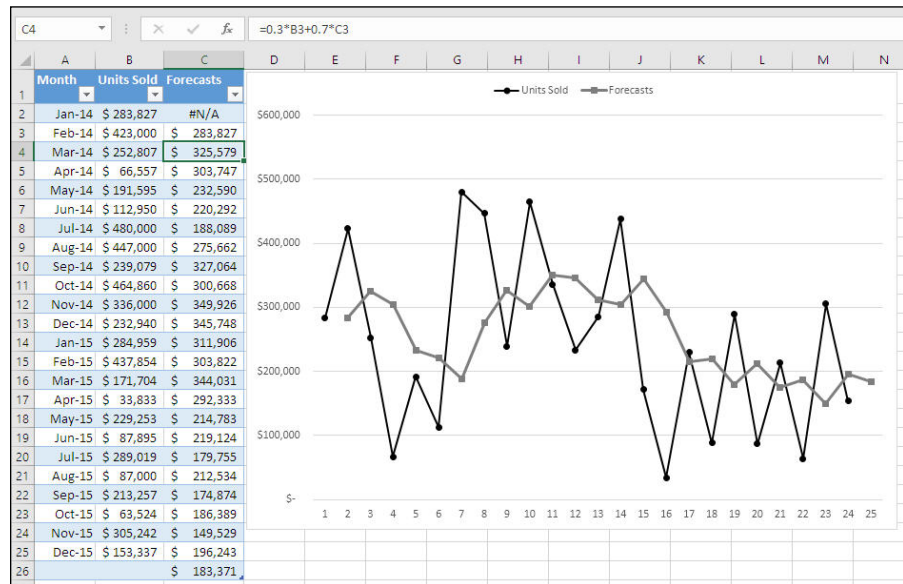 C4 fx =0.3*B3+0.7*C3
A B C D E F G H I J K L M N
Month Units Sold Forecasts
1
2 Jan-14 $ 283,827 #N/A
3 Feb-14 $ 423,000 $ 283,827
4 Mar-14 $ 252,807 $ 325,579
5 Apr-14 $ 66,557 $ 303,747
6 May-14 $ 191,595 $ 232,590
7 Jun-14 $ 112,950 $ 220,292
8 Jul-14 $ 480,000 $ 188,089
9 Aug-14 $ 447,000 $ 275,662
10 Sep-14 $ 239,079 $ 327,064
11 Oct-14 $ 464,860 $ 300,668
12 Nov-14 $ 336,000 $ 349,926
13 Dec-14 $ 232,940 $ 345,748
14 Jan-15 $ 284,959 $ 311,906
15 Feb-15 $ 437,854 $ 303,822
16 Mar-15 $ 171,704 $ 344,031
17 Apr-15 $ 33,833 $ 292,333
18 May-15 $ 229,253 $ 214,783
19 Jun-15 $ 87,895 $ 219,124
20 Jul-15 $ 289,019 $ 179,755
21 Aug-15 $ 87,000 $ 212,534
22 Sep-15 $ 213,257 $ 174,874
23 Oct-15 $ 63,524 $ 186,389
24 Nov-15 $ 305,242 $ 149,529
25 Dec-15 $ 153,337 $ 196,243
26 $ 183,371
Units Sold Forecasts
$600,000
$500,000
$400,000
$300,000
$200,000
$100,000
$-
1 2 3 4 5 6 7 8 9 10 11 12 13 14 15 16 17 18 19 20 21 22 23 24 25